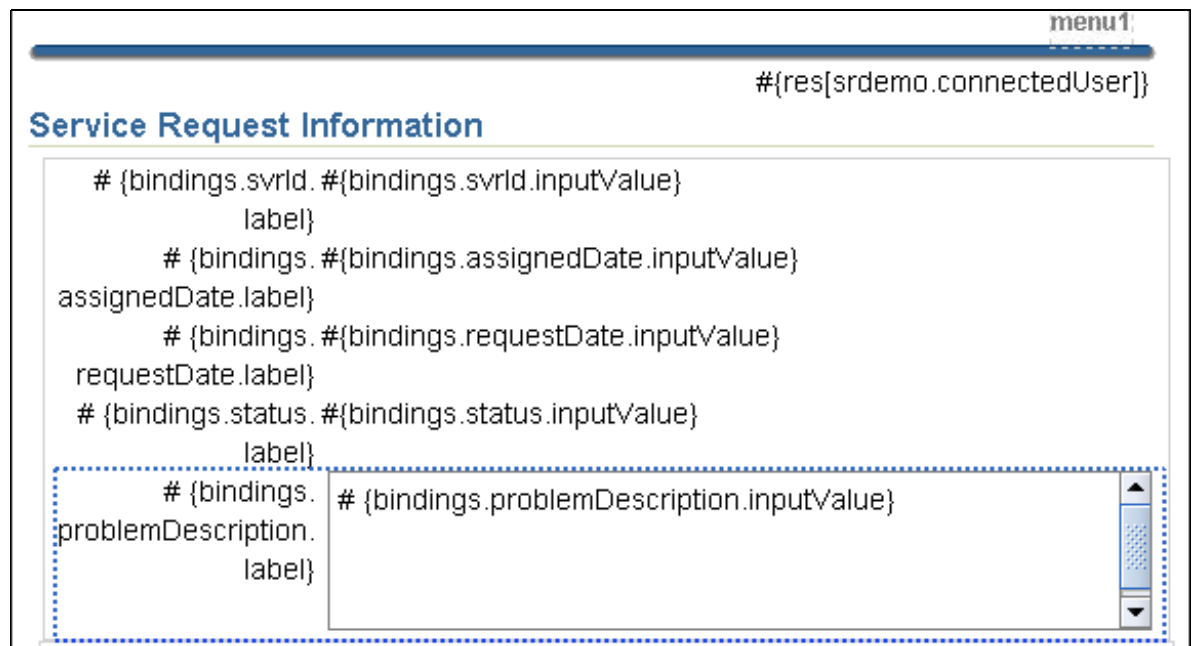 menu1
#{res[srdemo.connectedUser]}
Service Request Information
# {bindings.svrId. #{bindings.svrId.inputValue}
label}
# {bindings. #{bindings.assignedDate.inputValue}
assignedDate.label}
# {bindings. #{bindings.requestDate.inputValue}
requestDate.label}
# {bindings.status. #{bindings.status.inputValue}
label}
# {bindings. # {bindings.problemDescription.inputValue}
problemDescription.
label}